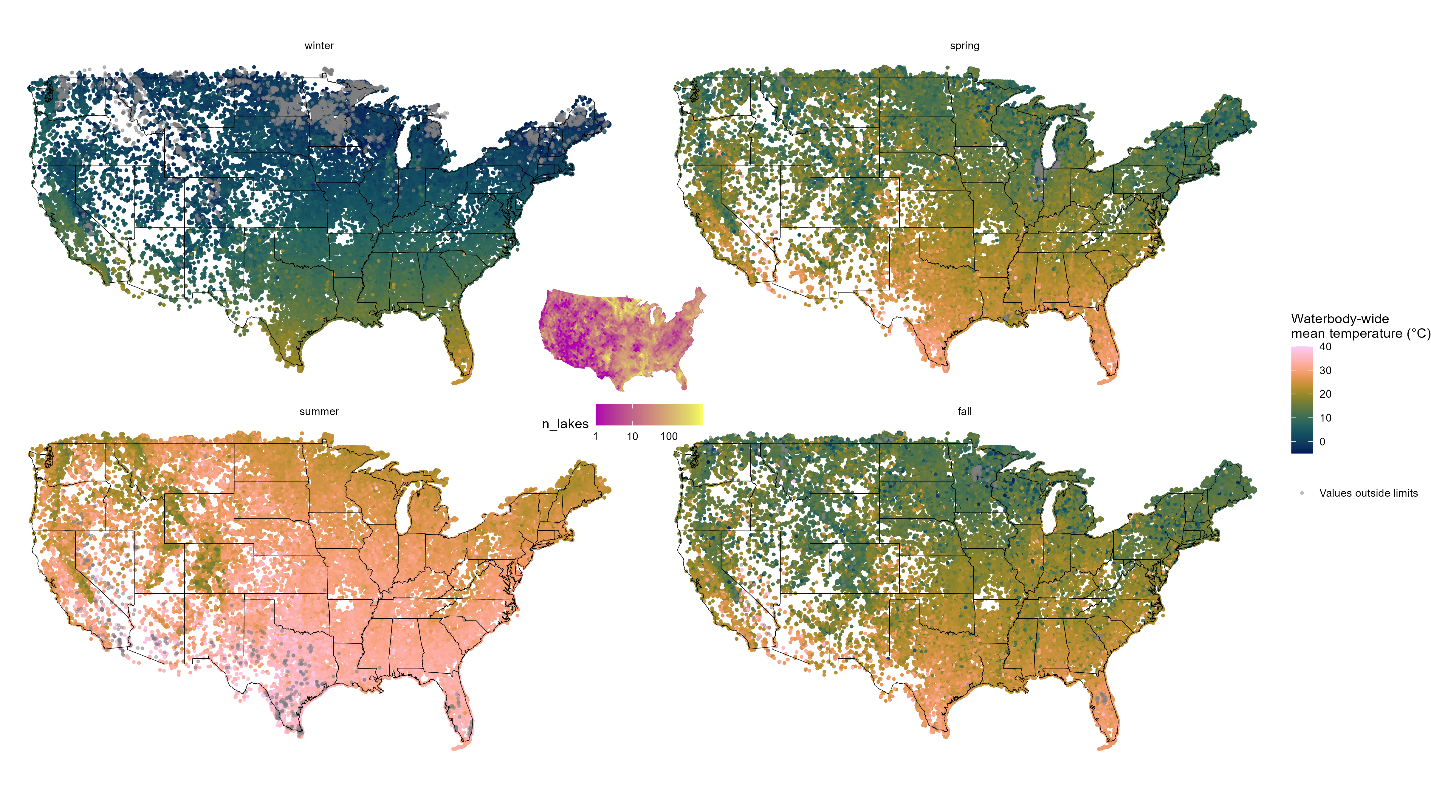 winter
spring
n_lakes
1 10 100
summer
fall
Waterbody-wide
mean temperature (°C)
40
30
20
10
0
Values outside limits